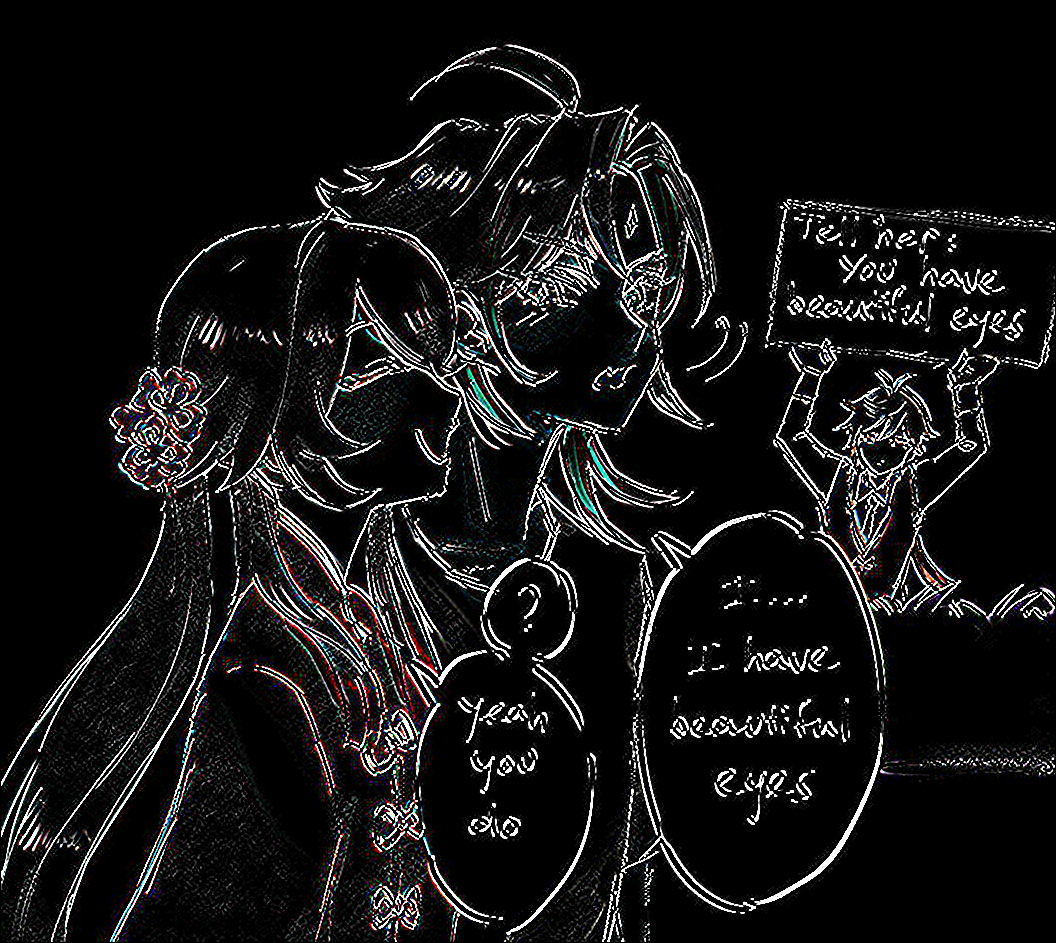 Tell her:
You have
beautiful eyes
I...
I have
beautiful
eyes
?
yeah
you
do